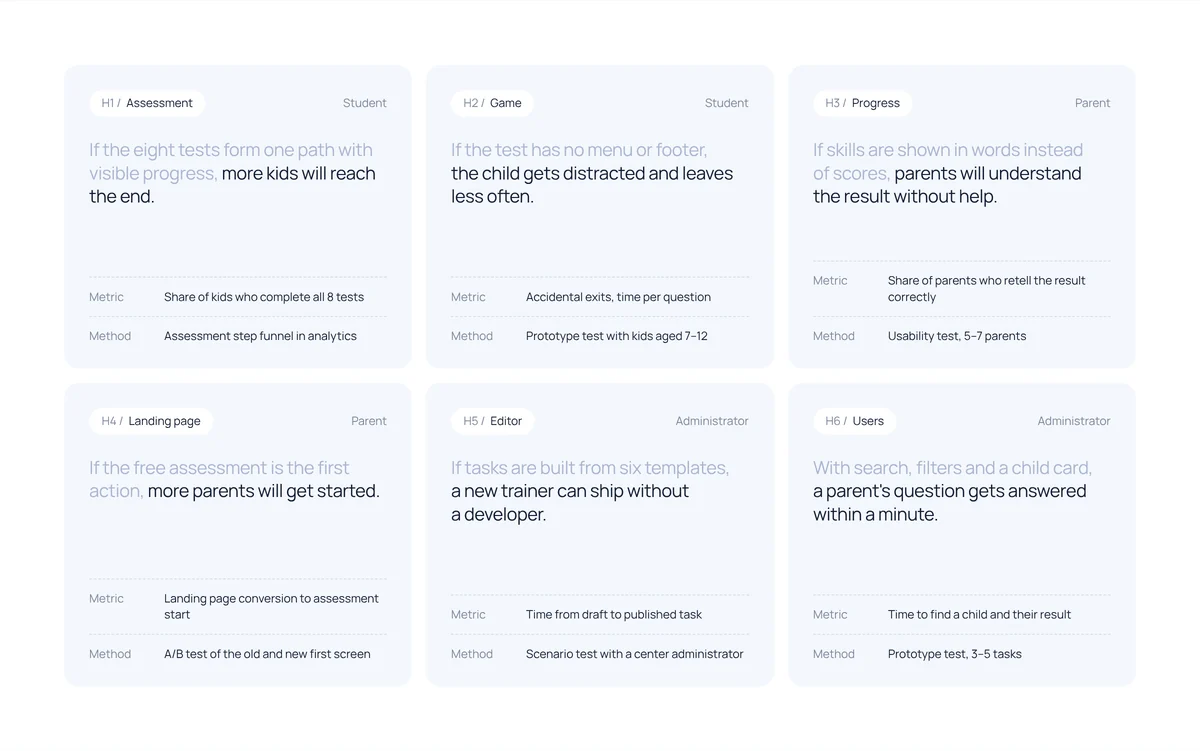 H1 / Assessment
Student
If the eight tests form one path with
visible progress, more kids will reach
the end.
Metric
Share of kids who complete all 8 tests
Method
Assessment step funnel in analytics
H2 / Game
Student
If the test has no menu or footer,
the child gets distracted and leaves
less often.
Metric
Accidental exits, time per question
Method
Prototype test with kids aged 7–12
H3 / Progress
Parent
If skills are shown in words instead
of scores, parents will understand
the result without help.
Metric
Share of parents who retell the result
correctly
Method
Usability test, 5–7 parents
H4 / Landing page
Parent
If the free assessment is the first
action, more parents will get started.
Metric
Landing page conversion to assessment
start
Method
A/B test of the old and new first screen
H5 / Editor
Administrator
If tasks are built from six templates,
a new trainer can ship without
a developer.
Metric
Time from draft to published task
Method
Scenario test with a center administrator
H6 / Users
Administrator
With search, filters and a child card,
a parent's question gets answered
within a minute.
Metric
Time to find a child and their result
Method
Prototype test, 3–5 tasks